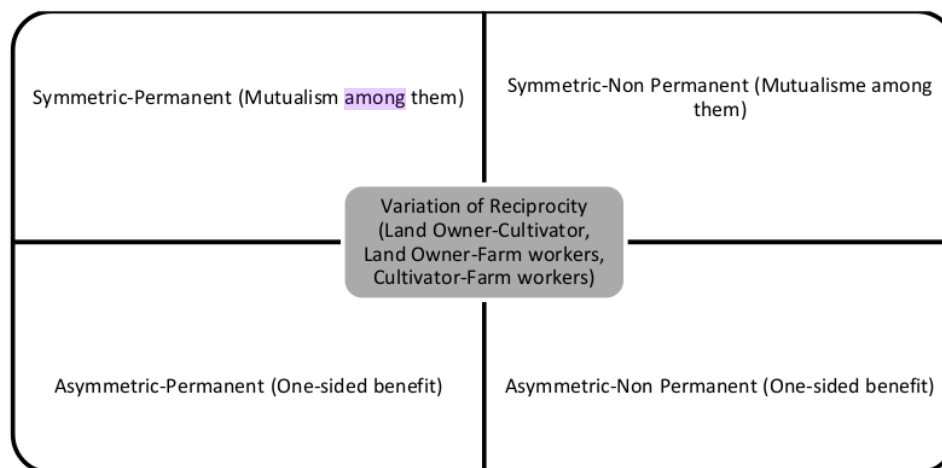 Symmetric-Permanent (Mutualism among them)
Symmetric-Non Permanent (Mutualisme among
them)
Variation of Reciprocity
(Land Owner-Cultivator,
Land Owner-Farm workers,
Cultivator-Farm workers)
Asymmetric-Permanent (One-sided benefit)
Asymmetric-Non Permanent (One-sided benefit)